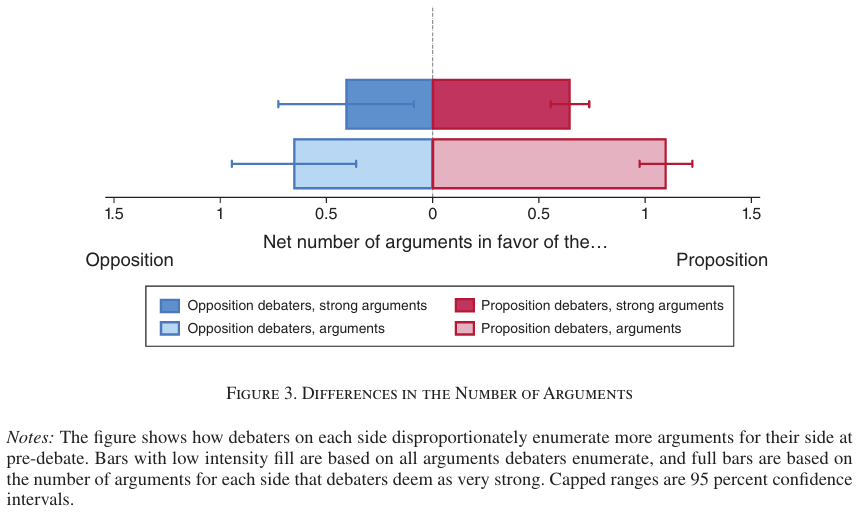 1.5 1 0.5 0 0.5 1 1.5
Net number of arguments in favor of the…
Opposition Proposition
Opposition debaters, strong arguments Proposition debaters, strong arguments
Opposition debaters, arguments Proposition debaters, arguments
Figure 3. Differences in the Number of Arguments
Notes: The figure shows how debaters on each side disproportionately enumerate more arguments for their side at
pre-debate. Bars with low intensity fill are based on all arguments debaters enumerate, and full bars are based on
the number of arguments for each side that debaters deem as very strong. Capped ranges are 95 percent confidence
intervals.